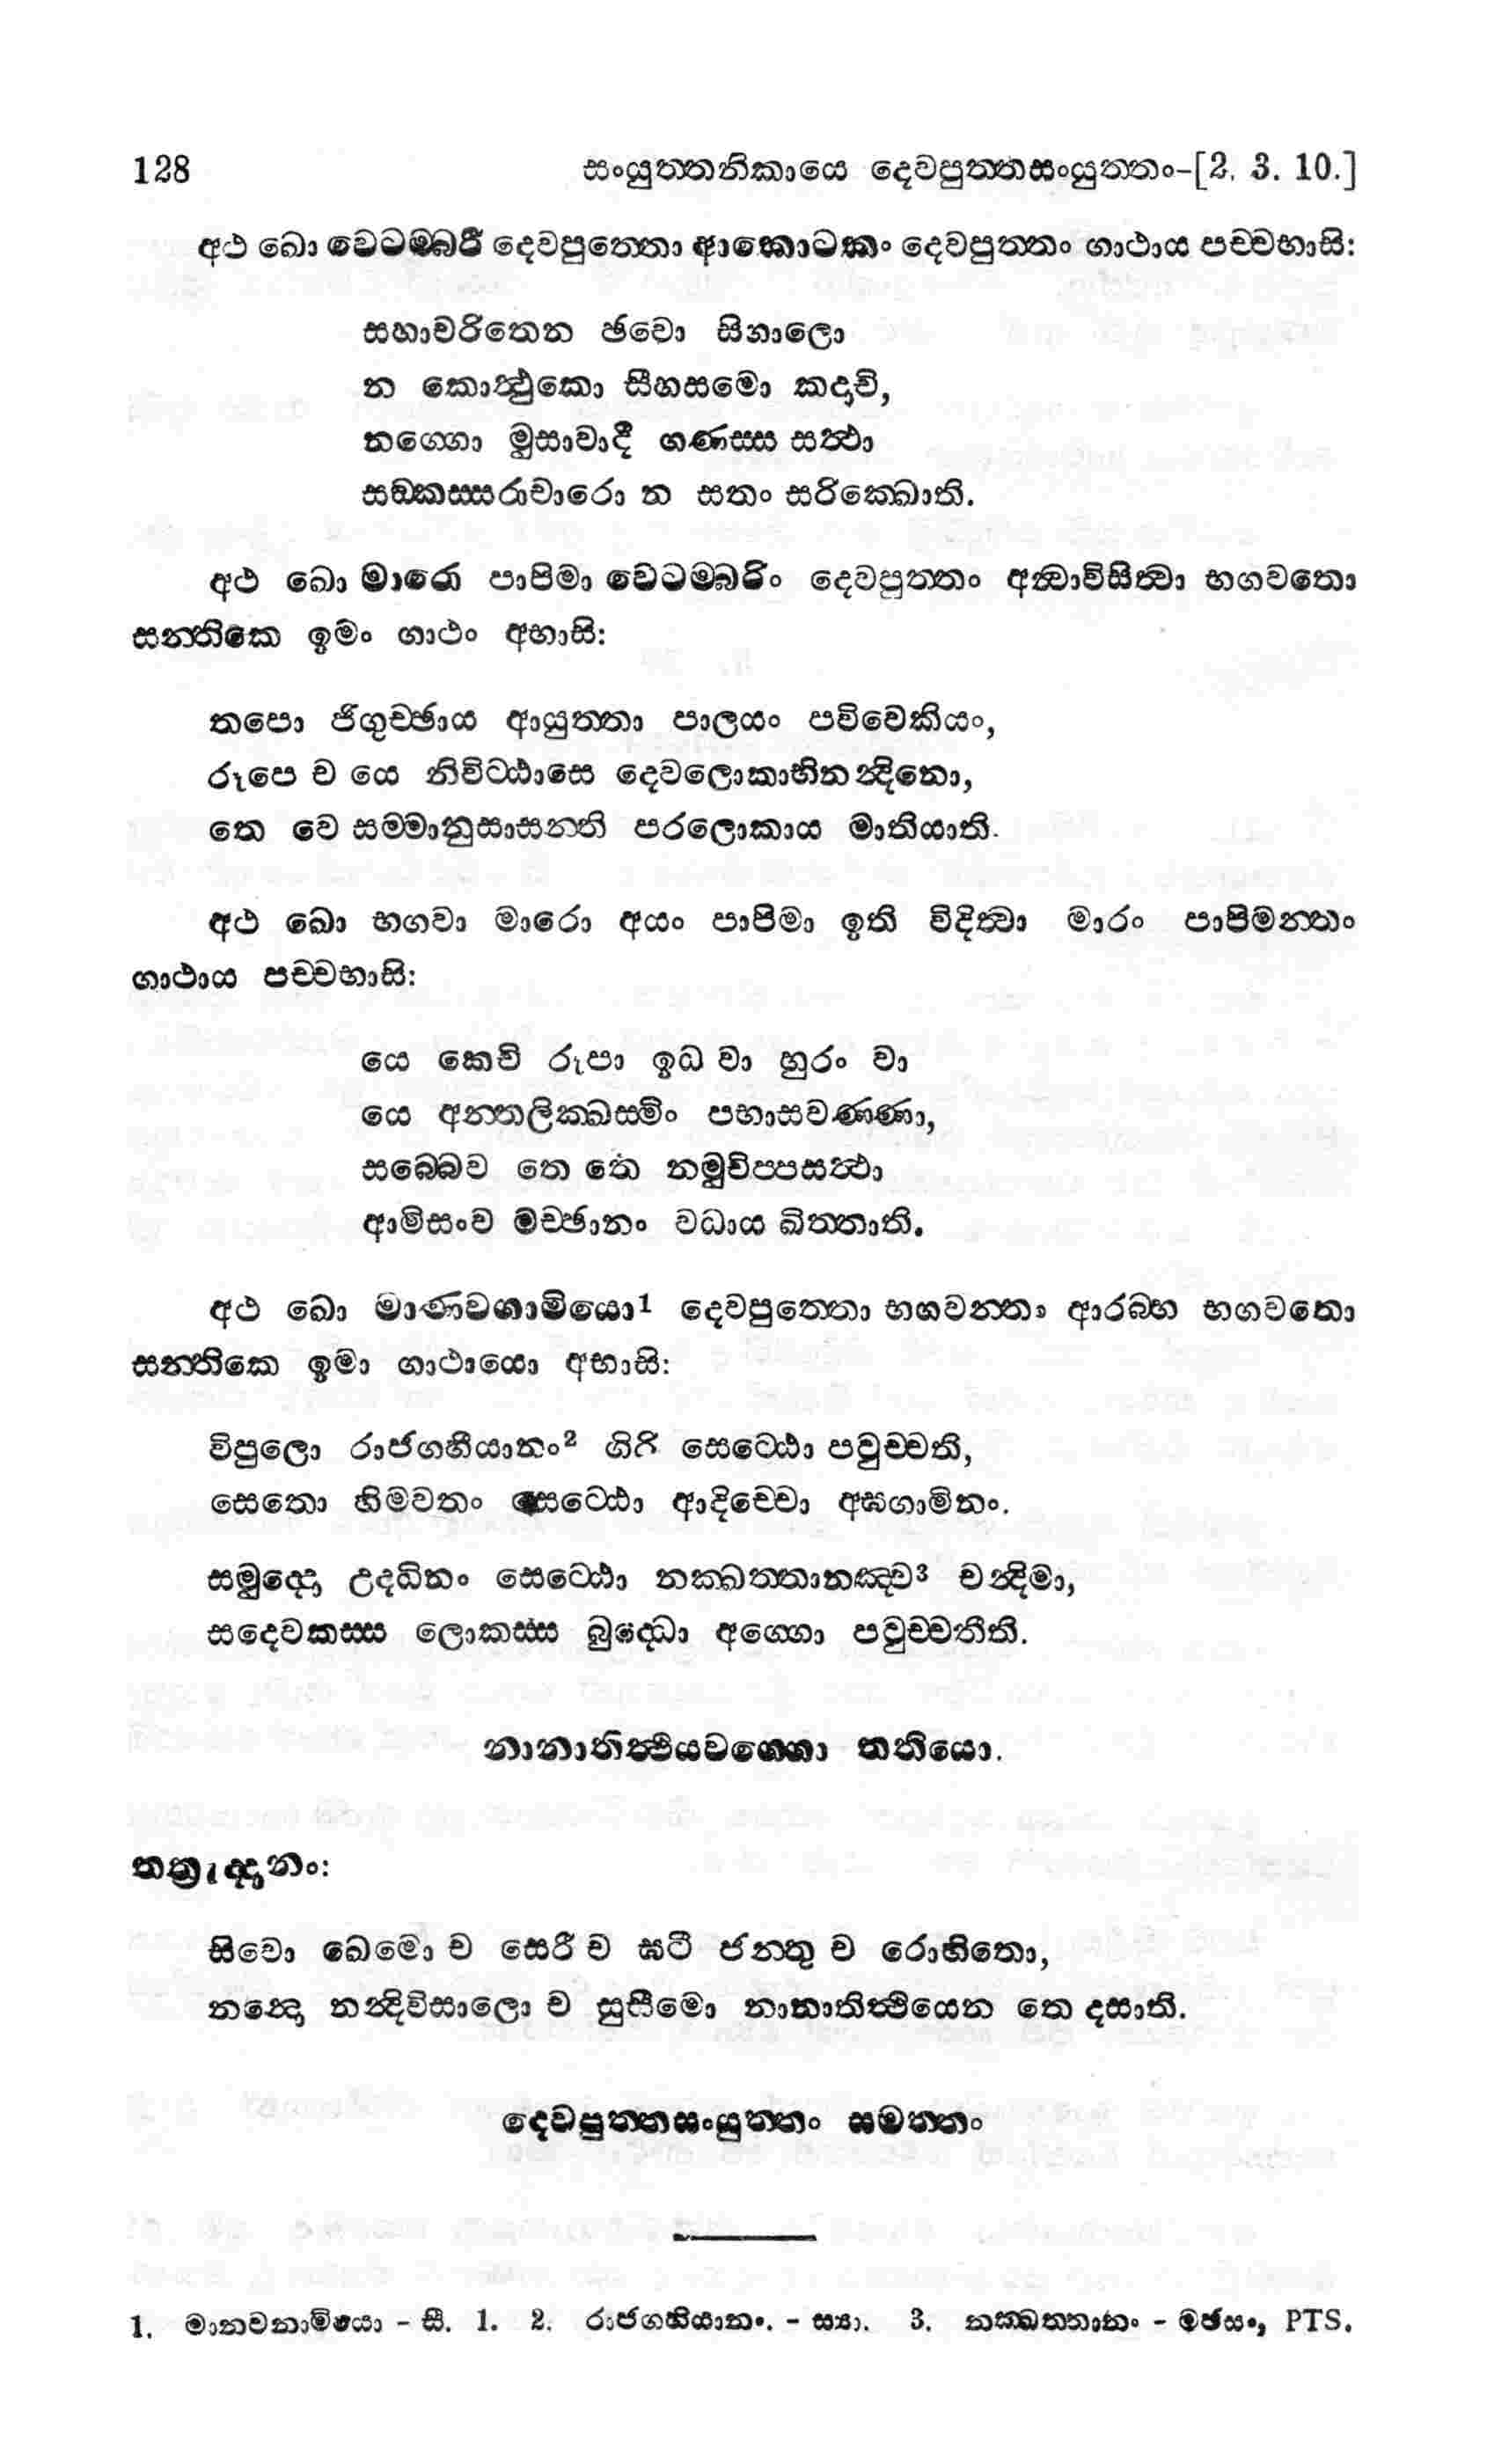 128 සංයුත්තනිකායෙ දෙවපුත්තසංයුත්තං-[2. 3. 10.]
අථ ඛො වෙටම්බරී දෙවපුත්තො ආකොටකං දෙවපුත්තං ගාථාය පච්චභාසි:
සහාචරිතෙන ඡවො සිගාලො
න කොත්‍ථුකො සීහසමො කදාචි,
නග්ගො මුසාවාදී ගණස්ස සත්‍ථා
සඞ්කස්සරාචාරො න සතං සරික්ඛොති.
අථ ඛො මාරො පාපිමා වෙටම්බරිං දෙවපුත්තං අන්‍වාවිසිත්‍වා භගවතො
සන්තිකෙ ඉමං ගාථං අභාසි:
තපො ජිගුච්ඡාය ආයුත්තා පාලයං පවිවෙකියං,
රූපෙ ච යෙ නිවිට්ඨාසෙ දෙවලොකාභිනන්‍දිනො,
තෙ වෙ සම්මානුසාසන්ති පරලොකාය මාතියාති.
අථ ඛො භගවා මාරො අයං පාපිමා ඉති විදිත්‍වා මාරං පාපිමන්තං
ගාථාය පච්චභාසි:
යෙ කෙචි රූපා ඉධ වා හුරං වා
යෙ අන්තලික්ඛස්මිං පභාසවණ්ණා,
සබ්බෙව තෙ තෙ නමුචිප්පසත්‍ථා
ආමිසංව මච්ඡානං වධාය ඛිත්තාති.
අථ ඛො මාණවගාමියො1 දෙවපුත්තො භගවන්තං ආරබ්භ භගවතො
සන්තිකෙ ඉමා ගාථායො අභාසි:
විපුලො රාජගහීයානං2 ගිරි සෙට්ඨො පවුච්චති,
සෙතො හිමවතං සෙට්ඨො ආදිච්චො අඝගාමිනං.
සමුද්‍දො උදධිනං සෙට්ඨො නක්ඛත්තානඤ්ච3 චන්‍දිමා,
සදෙවකස්ස ලොකස්ස බුද්ධො අග්ගො පවුච්චතීති.
නානාතිත්‍ථියවග්ගො තතියො.
තත්‍රැද්‍දානං:
සිවො ඛෙමො ච සෙරී ච ඝටී ජන්තු ච රොහිතො,
නන්‍දො නන්‍දිවිසාලො ච සුසීමො නානාතිත්‍ථියෙන තෙ දසාති.
දෙවපුත්තසංයුත්තං සමත්තං
1. මානවනාමියො - සී. 1. 2. රාජගහියානං. - ස්‍යා. 3. නක්ඛත්තානං - මජසං, PTS.